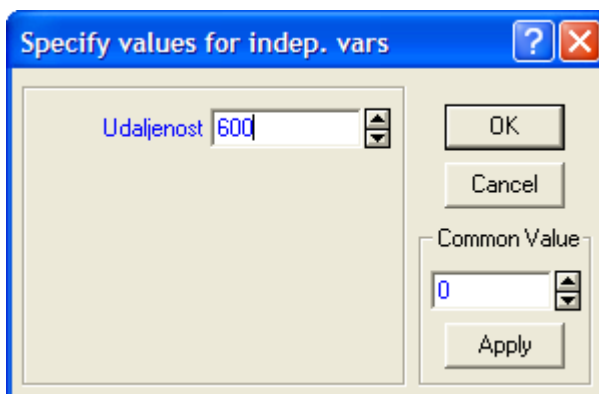 Specify values for indep. vars
Udaljenost 600
OK
Cancel
Common Value
0
Apply